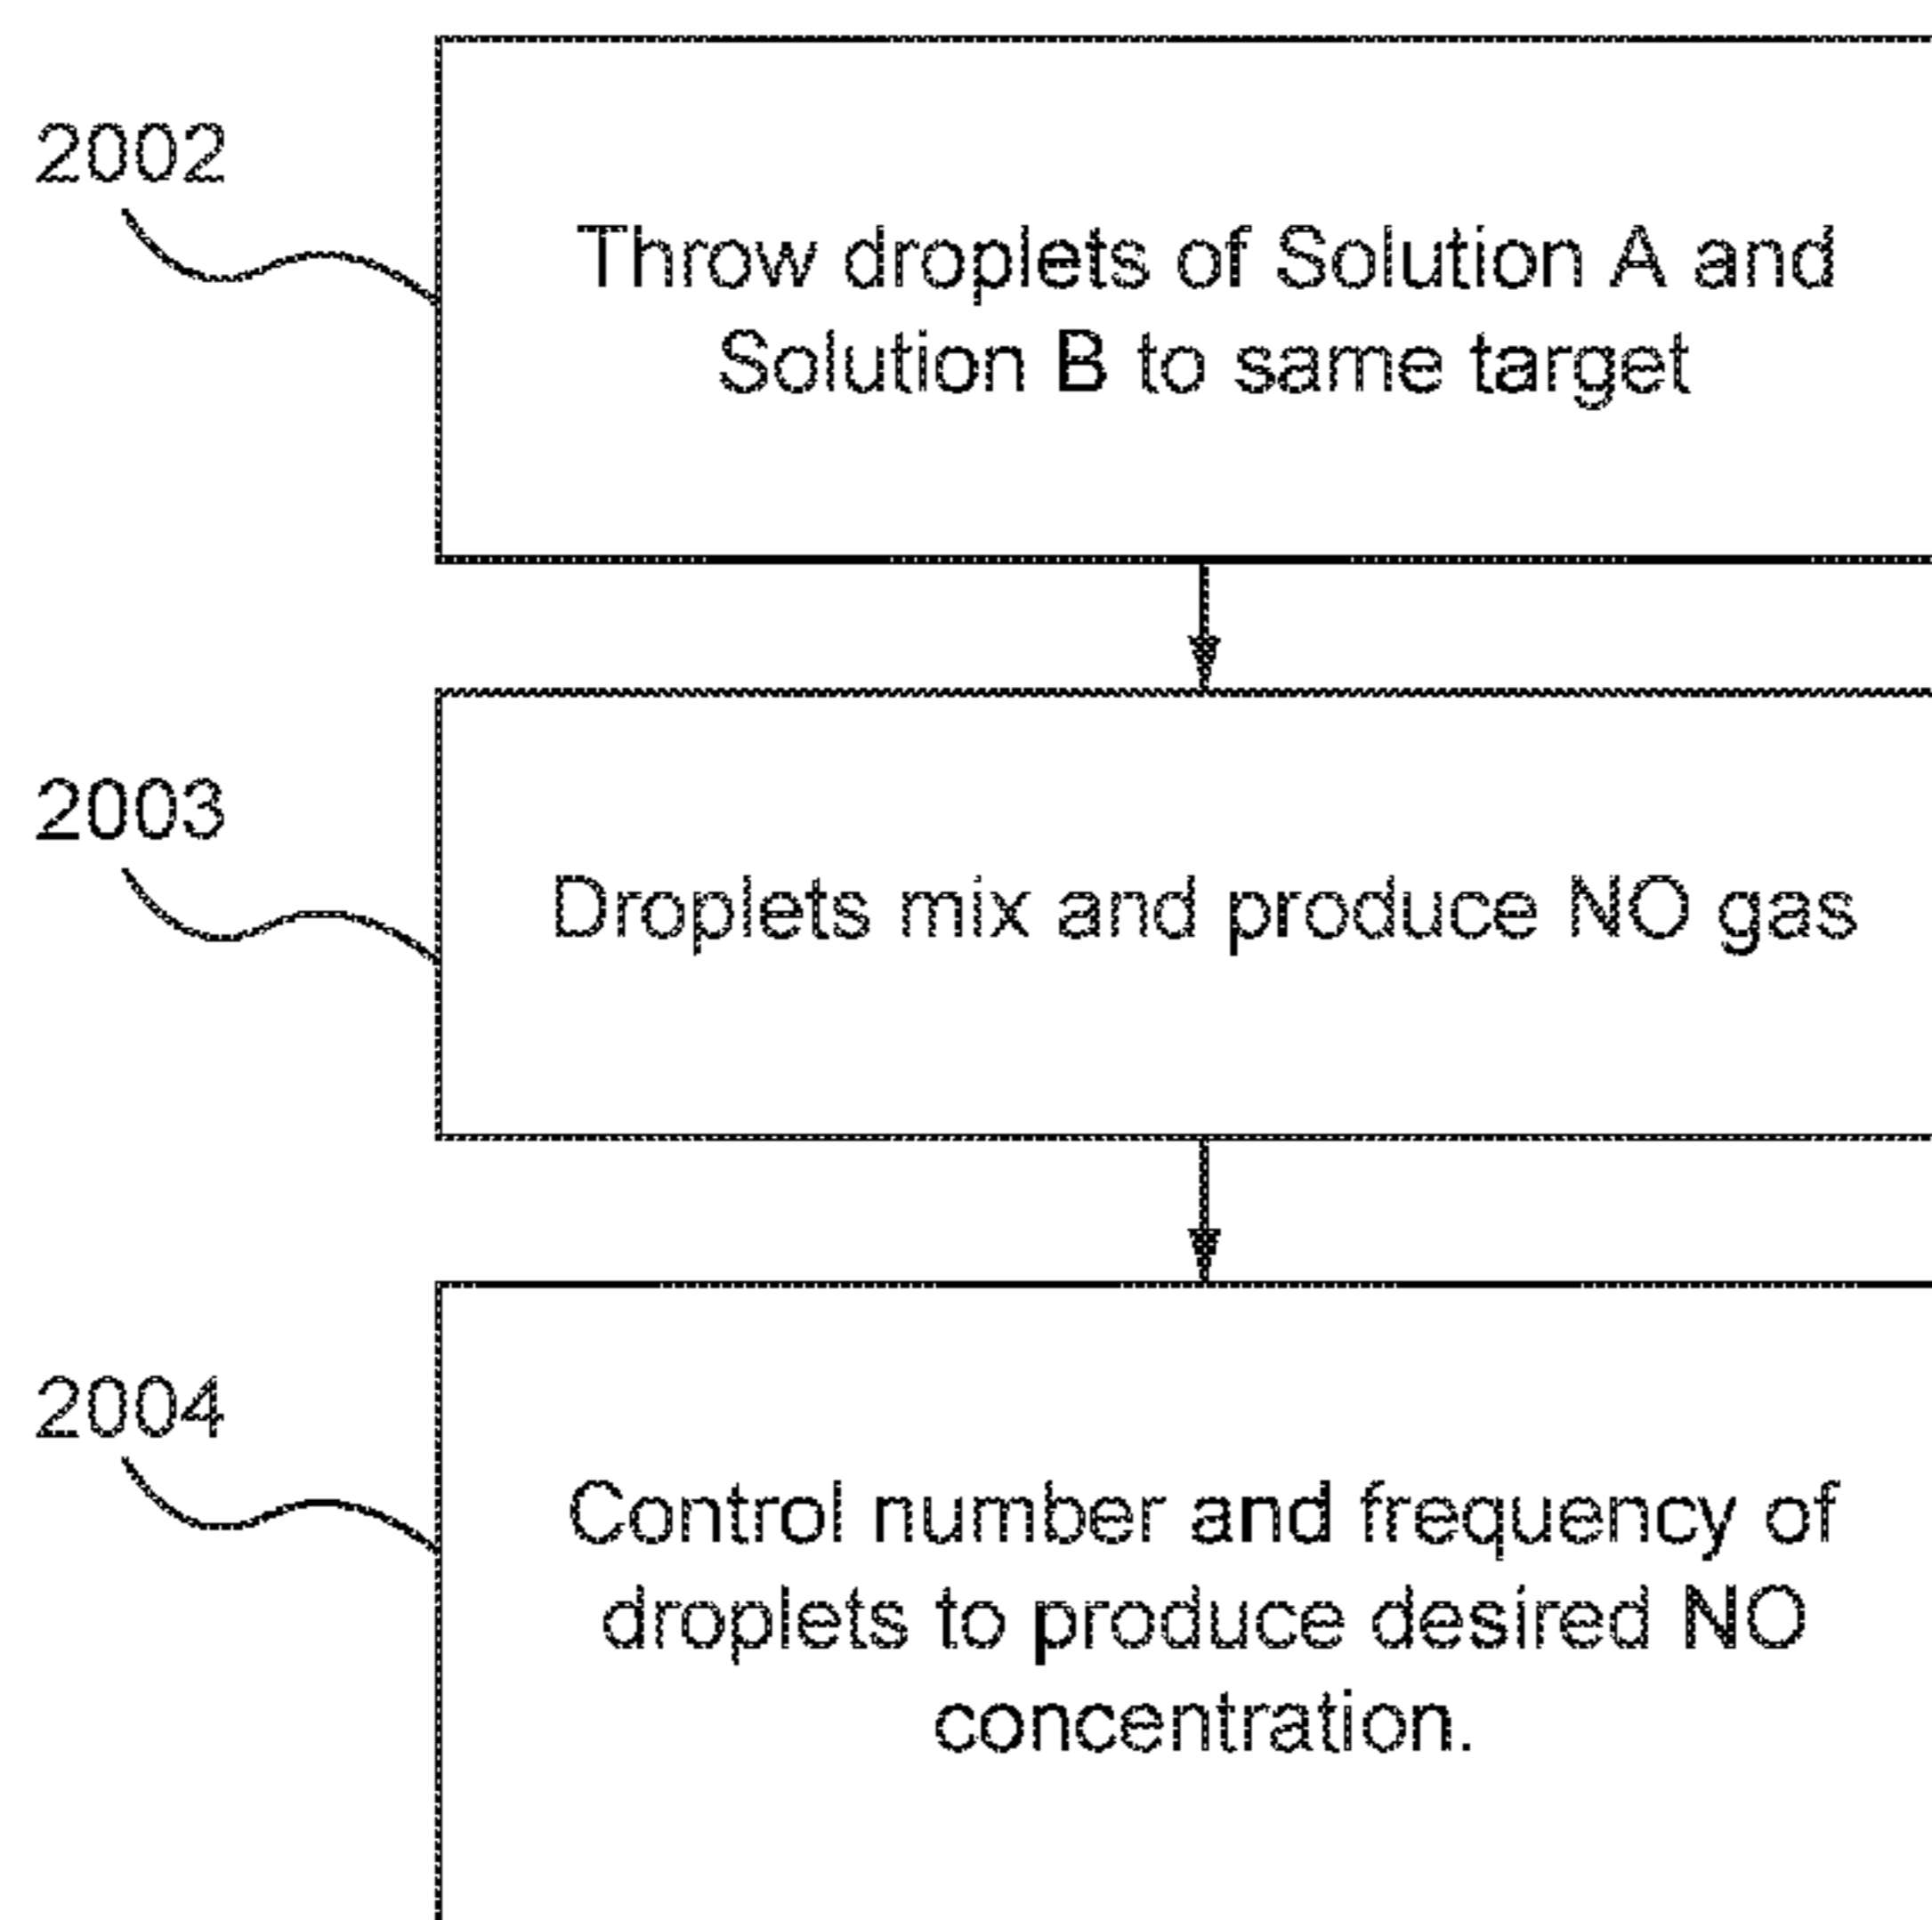 2002
Throw droplets of Solution A and
Solution B to same target
2003
Droplets mix and produce NO gas
2004
Control number and frequency of
droplets to produce desired NO
concentration.